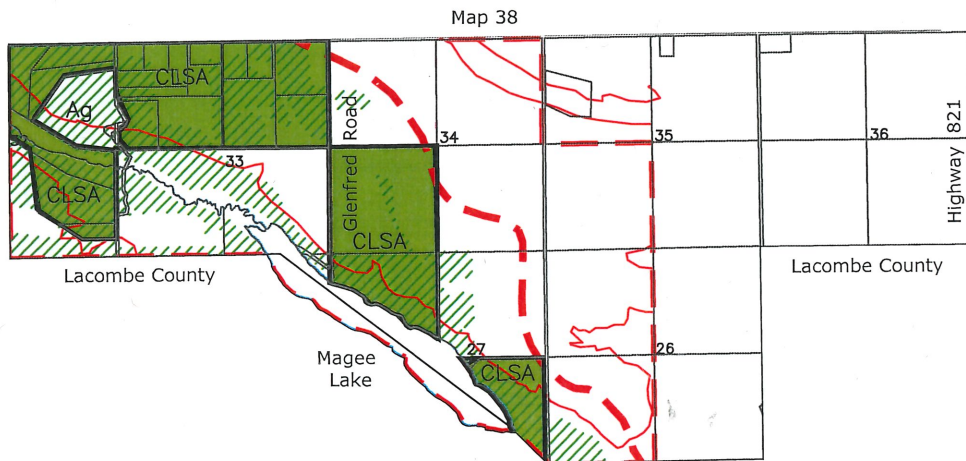 Map 38
CLSA
Ag
Road
34
35
36
Highway 821
33
CLSA
Glenfred
CLSA
Lacombe County
Lacombe County
Magee
Lake
27
26
CLSA